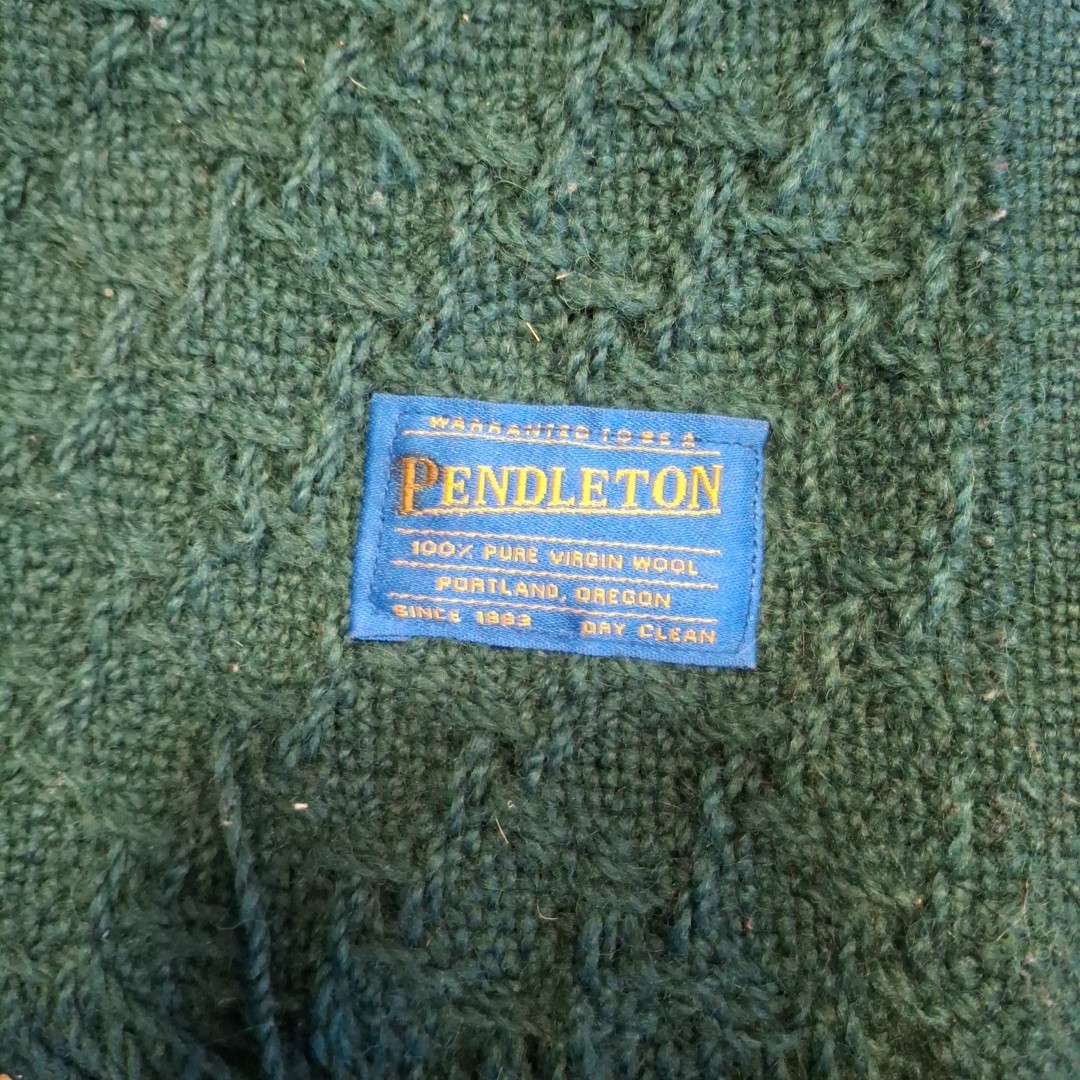 WARRANTED TO BE A
PENDLETON
100% PURE VIRGIN WOOL
PORTLAND, OREGON
SINCE 1863 DRY CLEAN